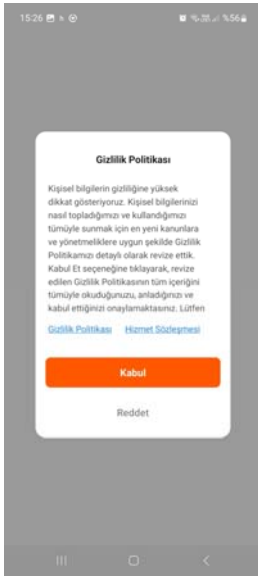 15:26 %56
Gizlilik Politikası
Kişisel bilgilerin gizliliğine yüksek
dikkat gösteriyoruz. Kişisel bilgilerinizi
nasıl topladığımızı ve kullandığımızı
tümüyle sunmak için en yeni kanunlara
ve yönetmeliklere uygun şekilde Gizlilik
Politikamızı detaylı olarak revize ettik.
Kabul Et seçeneğine tıklayarak, revize
edilen Gizlilik Politikasının tüm içeriğini
tümüyle okuduğunuzu, anladığınızı ve
kabul ettiğinizi onaylamaktasınız. Lütfen
Gizlilik Politikası Hizmet Sözleşmesi
Kabul
Reddet